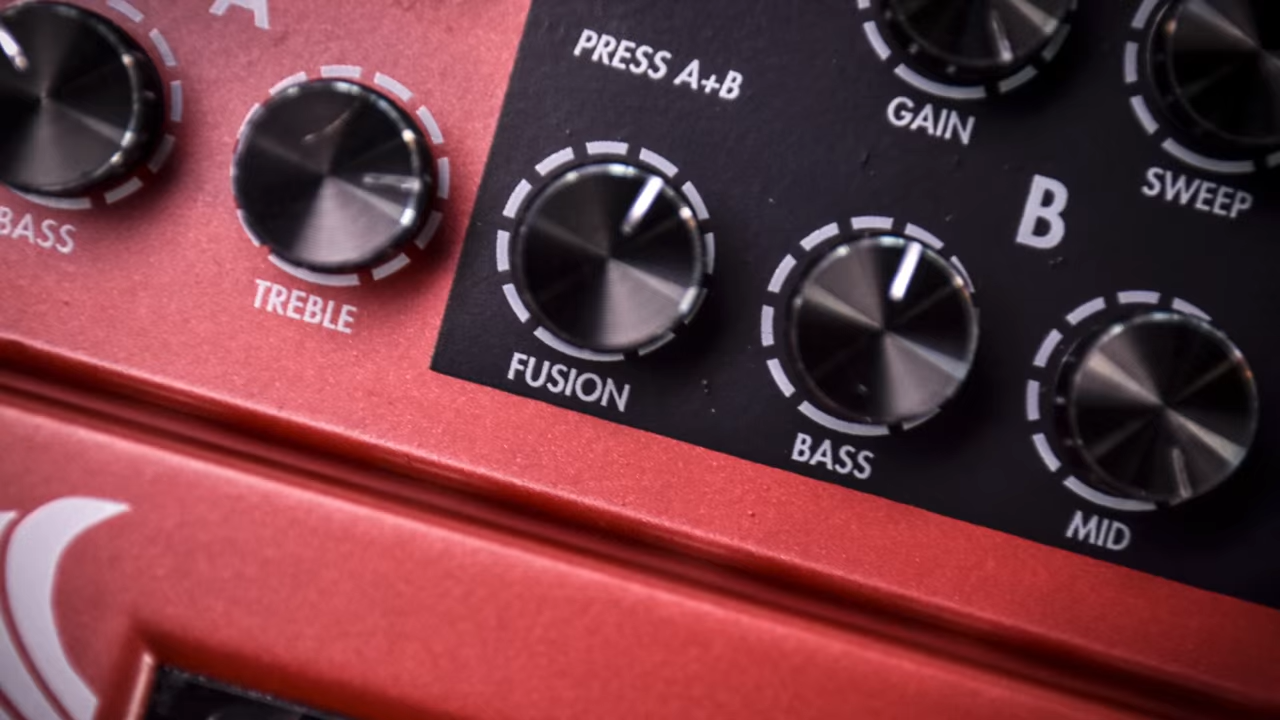 A
PRESS A+B
GAIN
SWEEP
BASS
TREBLE
B
FUSION
BASS
MID